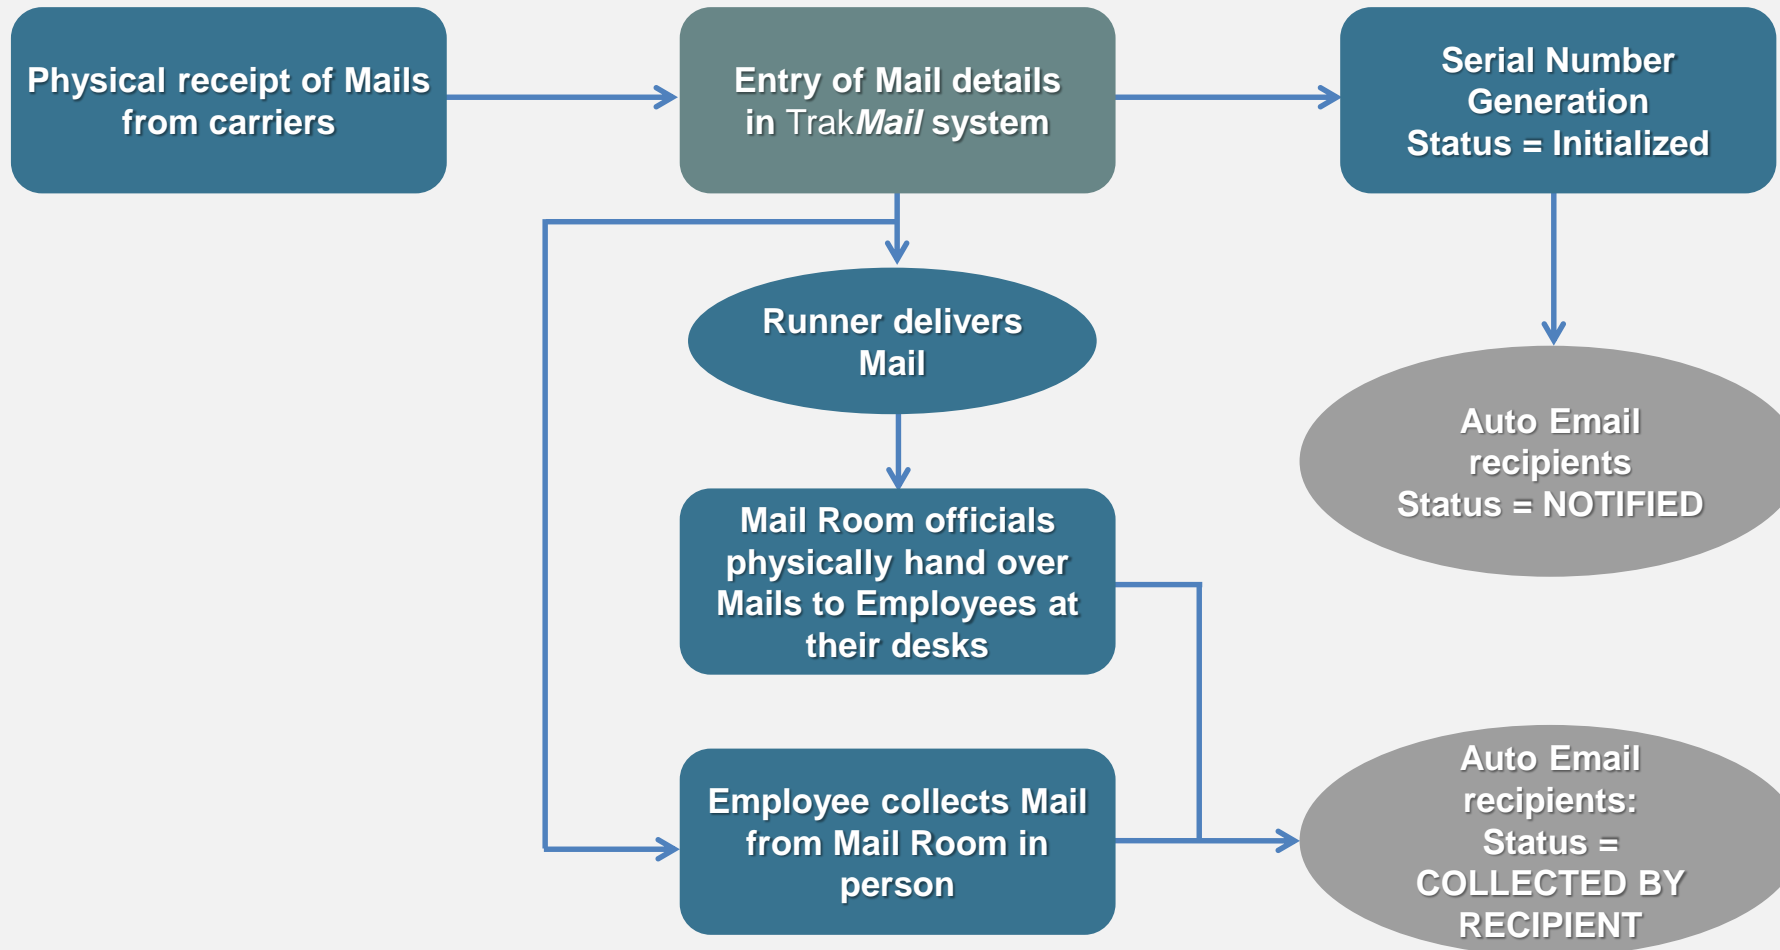 Physical receipt of Mails
from carriers
Entry of Mail details
in TrakMail system
Serial Number
Generation
Status = Initialized
Runner delivers
Mail
Auto Email
recipients
Status = NOTIFIED
Mail Room officials
physically hand over
Mails to Employees at
their desks
Employee collects Mail
from Mail Room in
person
Auto Email
recipients:
Status =
COLLECTED BY
RECIPIENT